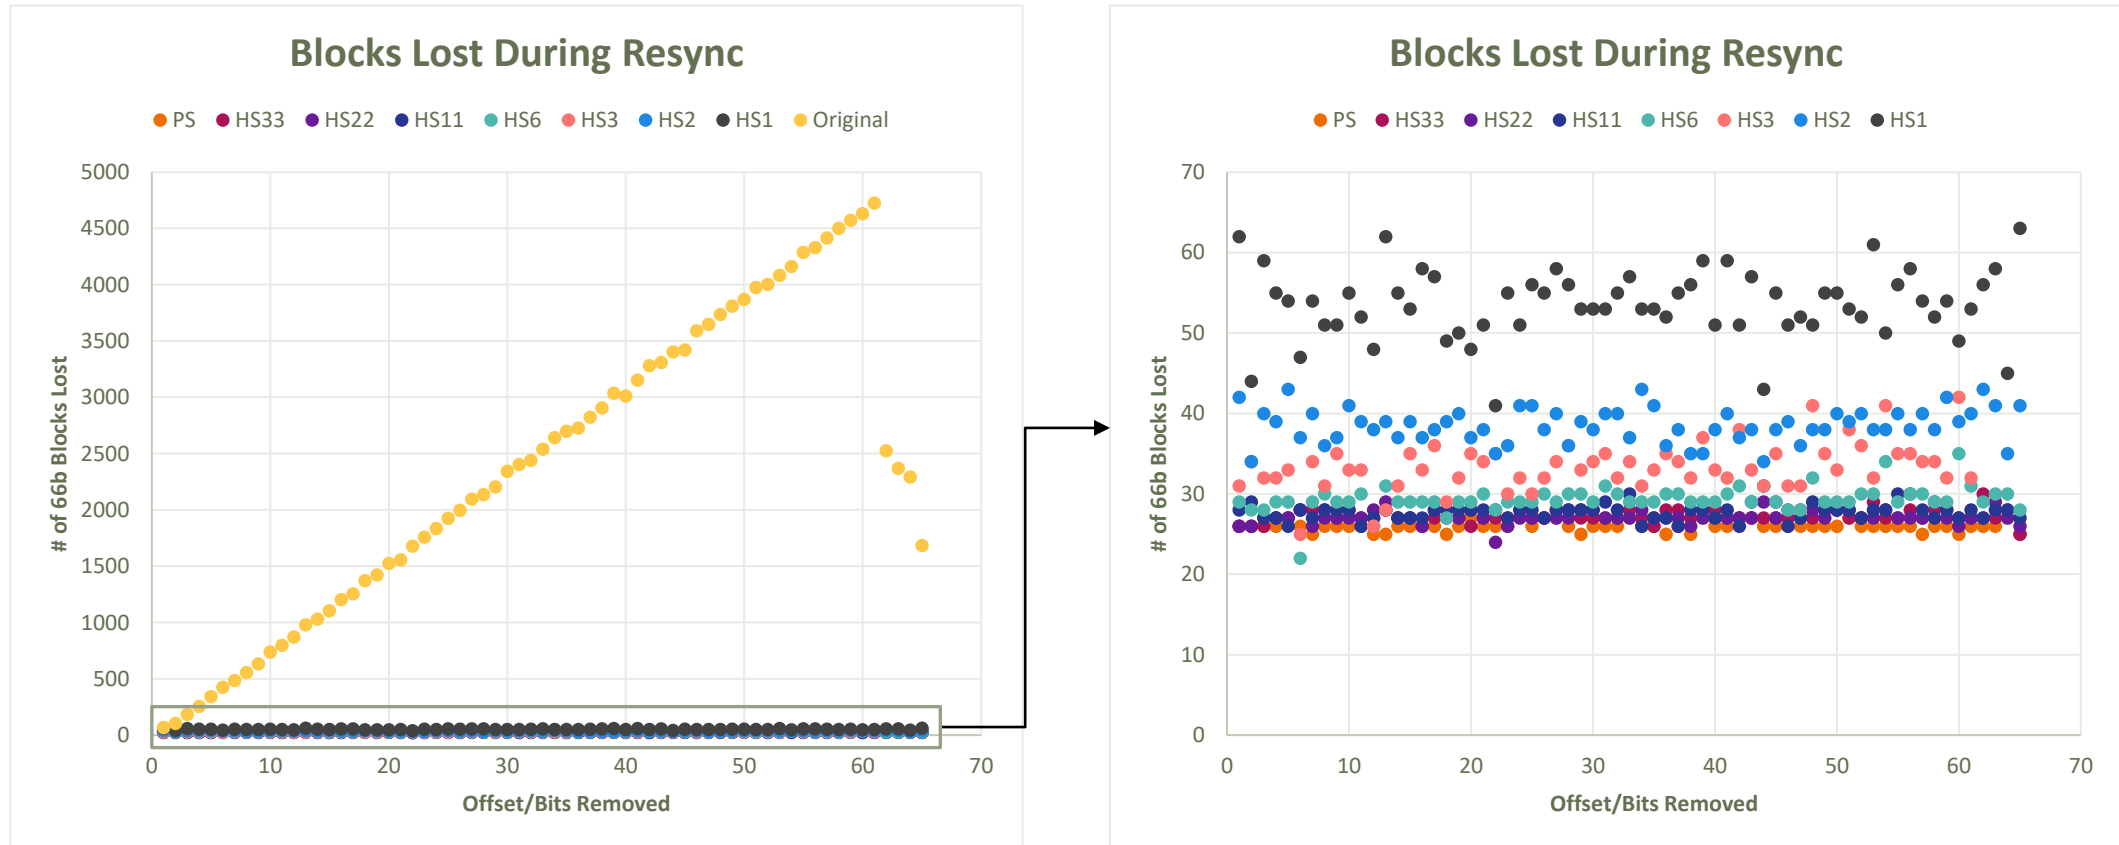 Blocks Lost During Resync
PS HS33 HS22 HS11 HS6 HS3 HS2 HS1 Original
# of 66b Blocks Lost
5000
4500
4000
3500
3000
2500
2000
1500
1000
500
0
0 10 20 30 40 50 60 70
Offset/Bits Removed
Blocks Lost During Resync
PS HS33 HS22 HS11 HS6 HS3 HS2 HS1
# of 66b Blocks Lost
70
60
50
40
30
20
10
0
0 10 20 30 40 50 60 70
Offset/Bits Removed